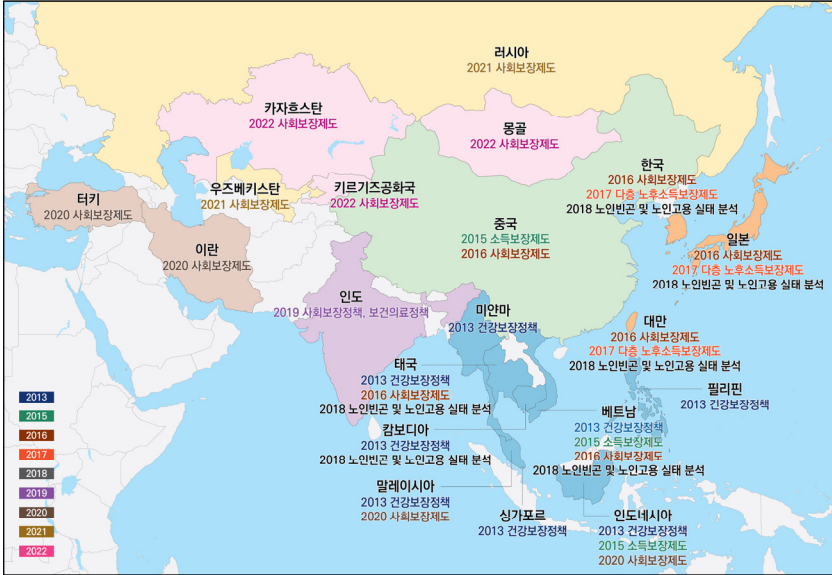 러시아
2021 사회보장제도
카자흐스탄
2022 사회보장제도
몽골
2022 사회보장제도
한국
2016 사회보장제도
2017 다층 노후소득보장제도
2018 노인빈곤 및 노인고용 실태 분석
터키
2020 사회보장제도
우즈베키스탄
2021 사회보장제도
키르기즈공화국
2022 사회보장제도
중국
2015 소득보장제도
2016 사회보장제도
일본
2016 사회보장제도
2017 다층 노후소득보장제도
2018 노인빈곤 및 노인고용 실태 분석
이란
2020 사회보장제도
인도
2019 사회보장정책, 보건의료정책
미얀마
2013 건강보장정책
대만
2016 사회보장제도
2017 다층 노후소득보장제도
2018 노인빈곤 및 노인고용 실태 분석
태국
2013 건강보장정책
2016 사회보장제도
2018 노인빈곤 및 노인고용 실태 분석
필리핀
2013 건강보장정책
캄보디아
2013 건강보장정책
2018 노인빈곤 및 노인고용 실태 분석
베트남
2013 건강보장정책
2015 소득보장제도
2016 사회보장제도
2018 노인빈곤 및 노인고용 실태 분석
말레이시아
2013 건강보장정책
2020 사회보장제도
싱가포르
2013 건강보장정책
인도네시아
2013 건강보장정책
2015 소득보장제도
2020 사회보장제도
2013
2015
2016
2017
2018
2019
2020
2021
2022